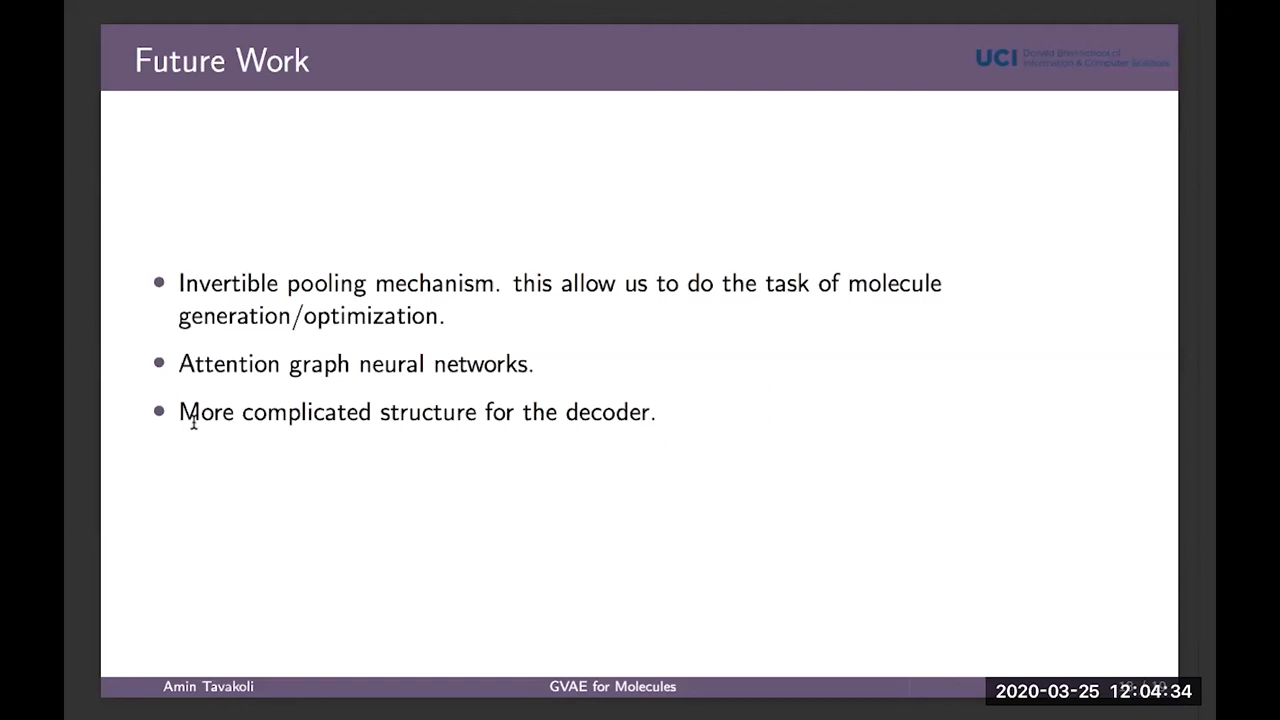 Future Work
UCI Donald Bren School of
Information & Computer Sciences
• Invertible pooling mechanism. this allow us to do the task of molecule
generation/optimization.
• Attention graph neural networks.
• More complicated structure for the decoder.
Amin Tavakoli
GVAE for Molecules
2020-03-25 12:04:34